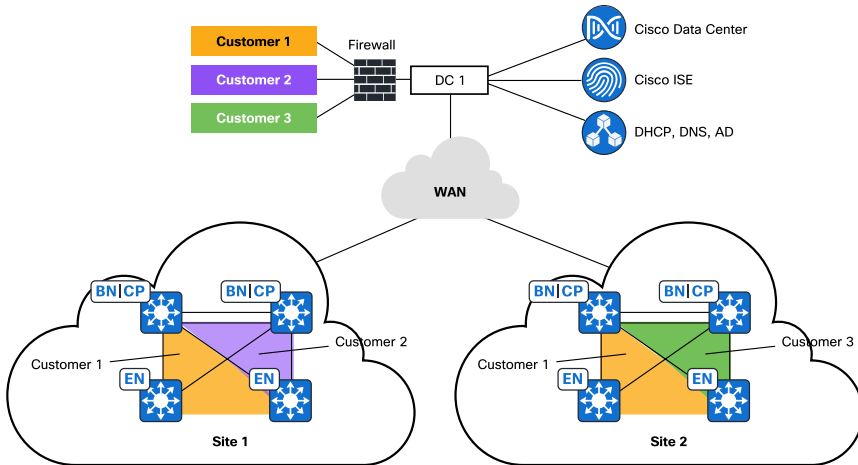 Customer 1
Customer 2
Customer 3
Firewall
DC 1
Cisco Data Center
Cisco ISE
DHCP, DNS, AD
WAN
BN|CP
BN|CP
Customer 1
Customer 2
EN
EN
Site 1
BN|CP
BN|CP
Customer 1
Customer 3
EN
EN
Site 2